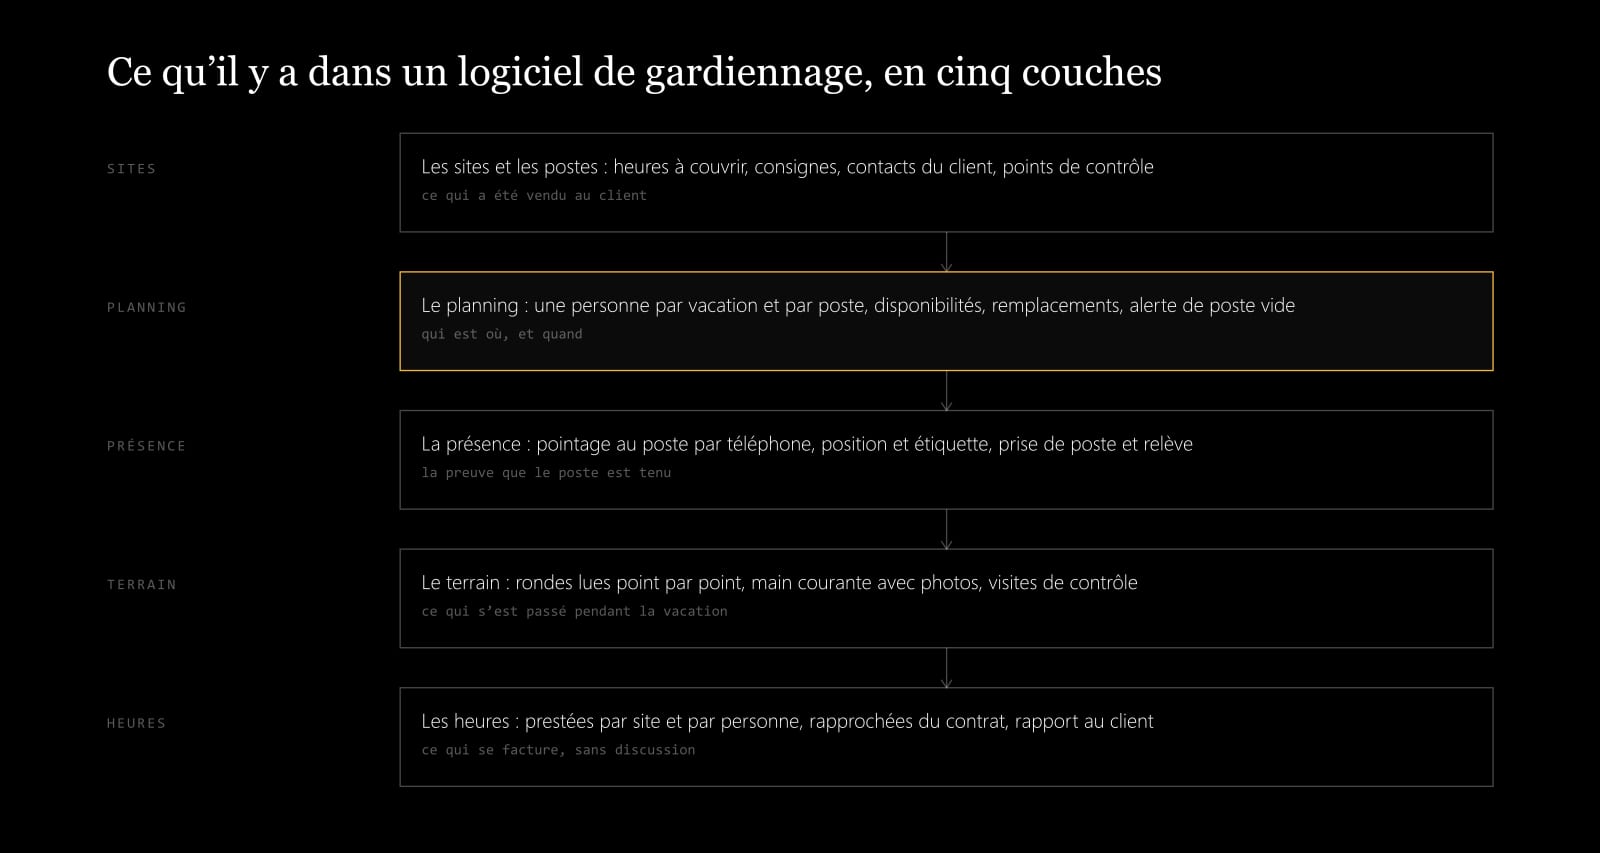 Ce qu’il y a dans un logiciel de gardiennage, en cinq couches
SITES
Les sites et les postes : heures à couvrir, consignes, contacts du client, points de contrôle
ce qui a été vendu au client
PLANNING
Le planning : une personne par vacation et par poste, disponibilités, remplacements, alerte de poste vide
qui est où, et quand
PRÉSENCE
La présence : pointage au poste par téléphone, position et étiquette, prise de poste et relève
la preuve que le poste est tenu
TERRAIN
Le terrain : rondes lues point par point, main courante avec photos, visites de contrôle
ce qui s’est passé pendant la vacation
HEURES
Les heures : prestées par site et par personne, rapprochées du contrat, rapport au client
ce qui se facture, sans discussion